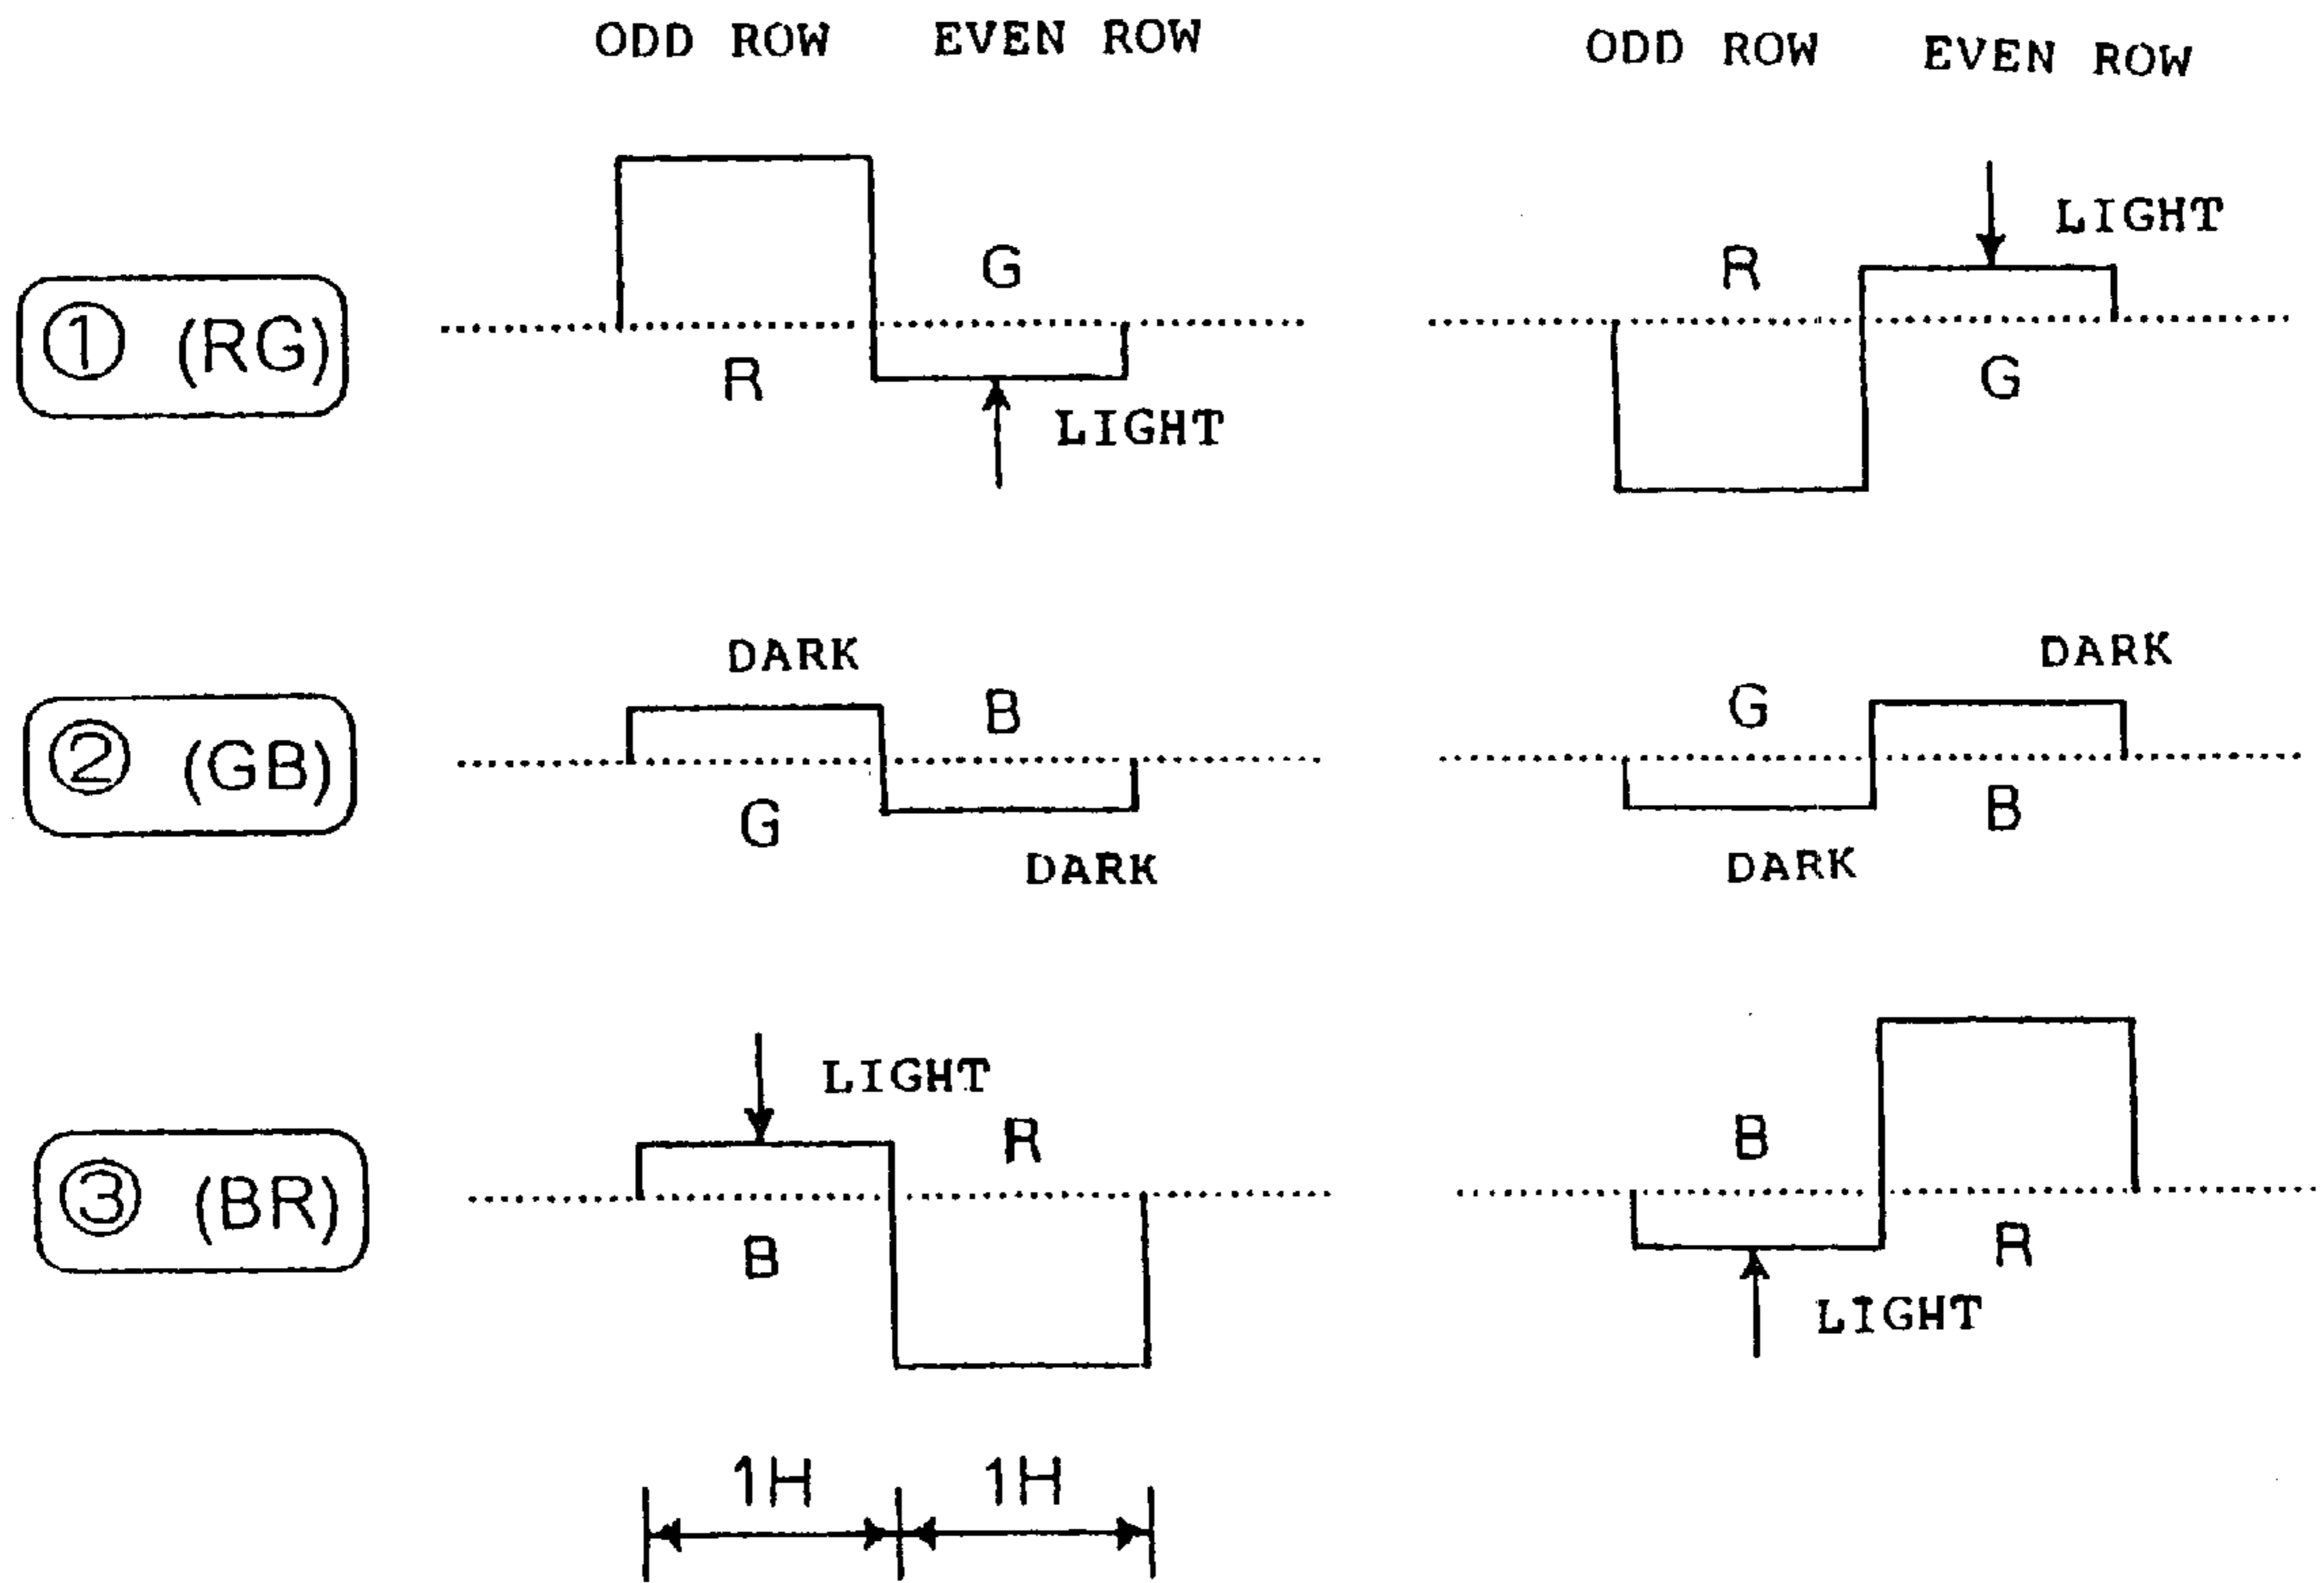 ODD ROW EVEN ROW ODD ROW EVEN ROW
LIGHT
G R
① (RG)
R G
LIGHT
DARK DARK
B G
② (GB)
G B
DARK DARK
LIGHT
R B
③ (BR)
B R
LIGHT
1H 1H